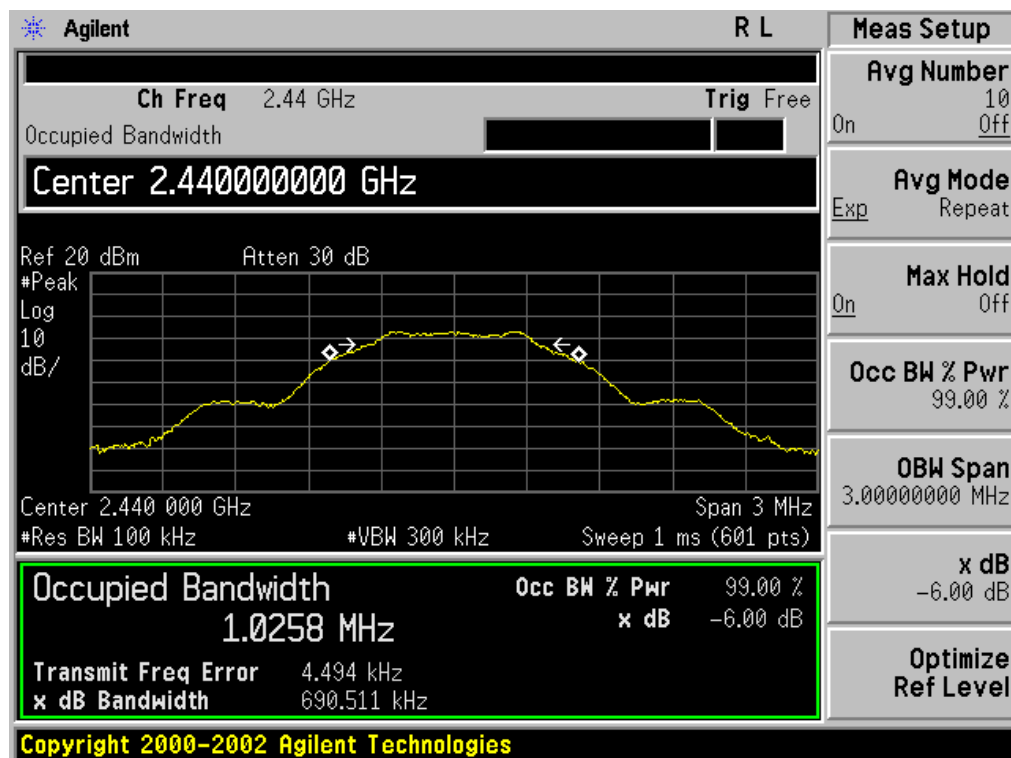 Agilent R L
Ch Freq 2.44 GHz Trig Free
Occupied Bandwidth
Center 2.440000000 GHz
Ref 20 dBm Atten 30 dB
#Peak
Log
10
dB/
Center 2.440 000 GHz Span 3 MHz
#Res BW 100 kHz #VBW 300 kHz Sweep 1 ms (601 pts)
Occupied Bandwidth Occ BW % Pwr 99.00 %
1.0258 MHz x dB -6.00 dB
Transmit Freq Error 4.494 kHz
x dB Bandwidth 690.511 kHz
Copyright 2000-2002 Agilent Technologies
Meas Setup
Avg Number
10
On Off
Avg Mode
Exp Repeat
Max Hold
On Off
Occ BW % Pwr
99.00 %
OBW Span
3.00000000 MHz
x dB
-6.00 dB
Optimize
Ref Level